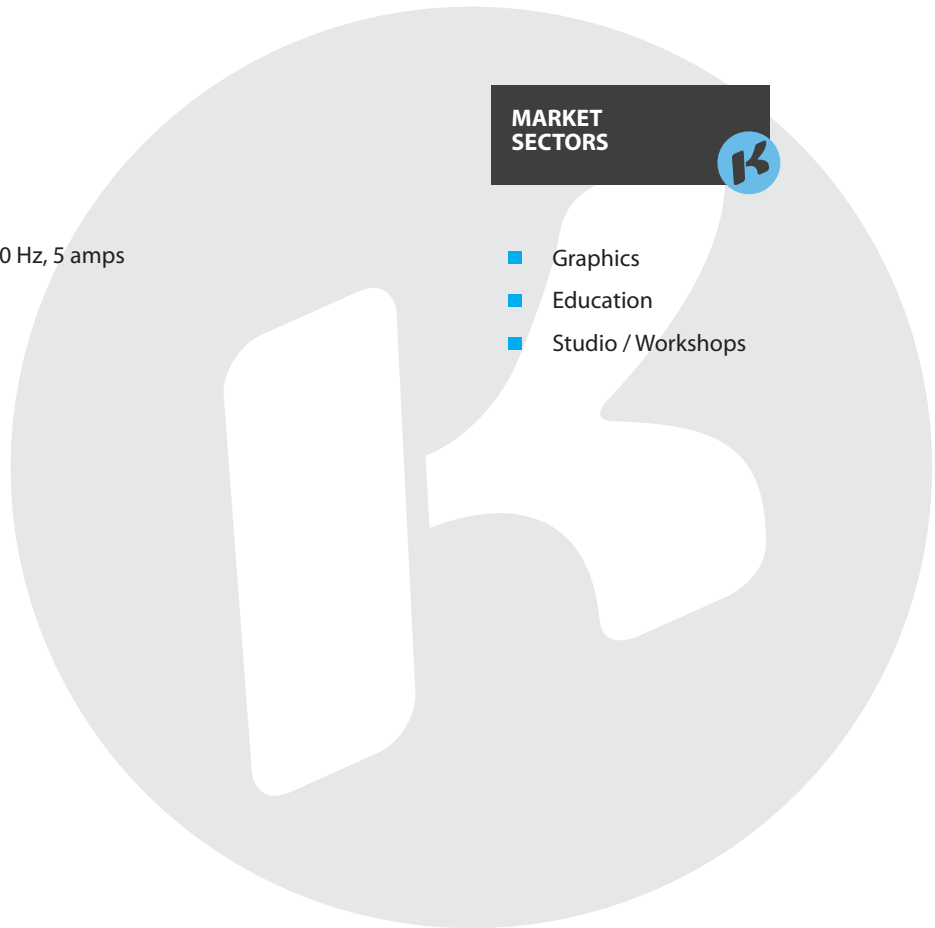 MARKET
SECTORS
0 Hz, 5 amps
Graphics
Education
Studio / Workshops